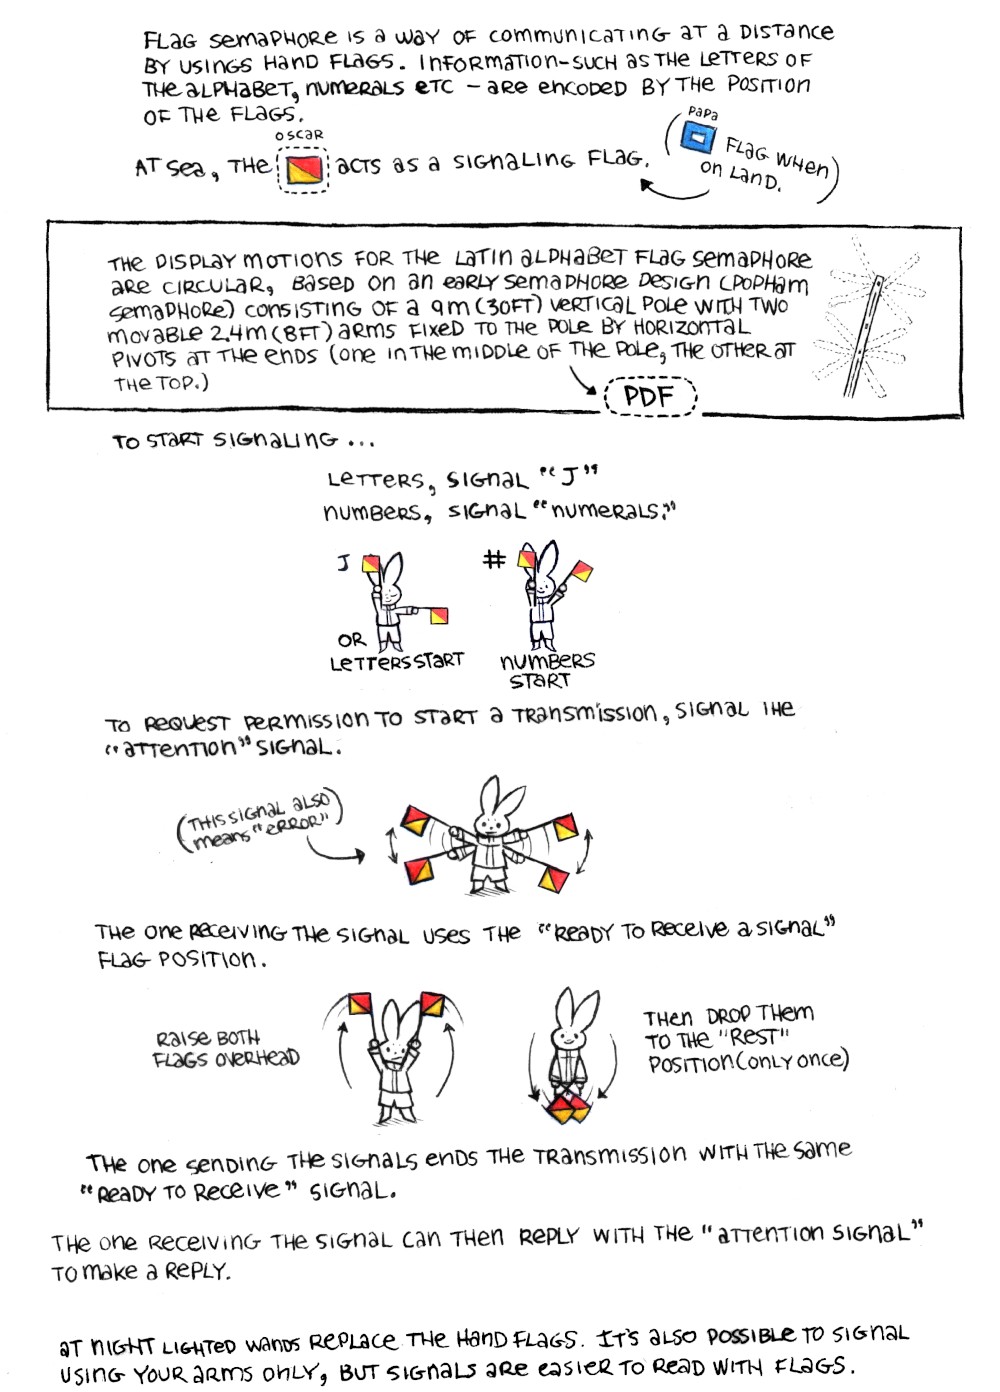 FLAG SEMAPHORE IS A WAY OF COMMUNICATING AT A DISTANCE
BY USINGS HAND FLAGS. INFORMATION-SUCH AS THE LETTERS OF
THE ALPHABET, NUMERALS ETC - ARE ENCODED BY THE POSITION
OF THE FLAGS.
OSCAR
AT SEA, THE ACTS AS A SIGNALING FLAG.
PAPA
(FLAG WHEN
ON LAND.)
THE DISPLAY MOTIONS FOR THE LATIN ALPHABET FLAG SEMAPHORE
ARE CIRCULAR, BASED ON AN EARLY SEMAPHORE DESIGN (POPHAM
SEMAPHORE) CONSISTING OF A 9M (30FT) VERTICAL POLE WITH TWO
MOVABLE 2.4M (8FT) ARMS FIXED TO THE POLE BY HORIZONTAL
PIVOTS AT THE ENDS (ONE IN THE MIDDLE OF THE POLE, THE OTHER AT
THE TOP.)
PDF
TO START SIGNALING...
LETTERS, SIGNAL "J"
NUMBERS, SIGNAL "NUMERALS."
J
OR
LETTERS START
#
NUMBERS
START
TO REQUEST PERMISSION TO START A TRANSMISSION, SIGNAL THE
"ATTENTION" SIGNAL.
(THIS SIGNAL ALSO
MEANS "ERROR")
THE ONE RECEIVING THE SIGNAL USES THE "READY TO RECEIVE A SIGNAL"
FLAG POSITION.
RAISE BOTH
FLAGS OVERHEAD
THEN DROP THEM
TO THE "REST"
POSITION.(ONLY ONCE)
THE ONE SENDING THE SIGNALS ENDS THE TRANSMISSION WITH THE SAME
"READY TO RECEIVE" SIGNAL.
THE ONE RECEIVING THE SIGNAL CAN THEN REPLY WITH THE "ATTENTION SIGNAL"
TO MAKE A REPLY.
AT NIGHT LIGHTED WANDS REPLACE THE HAND FLAGS. IT'S ALSO POSSIBLE TO SIGNAL
USING YOUR ARMS ONLY, BUT SIGNALS ARE EASIER TO READ WITH FLAGS.